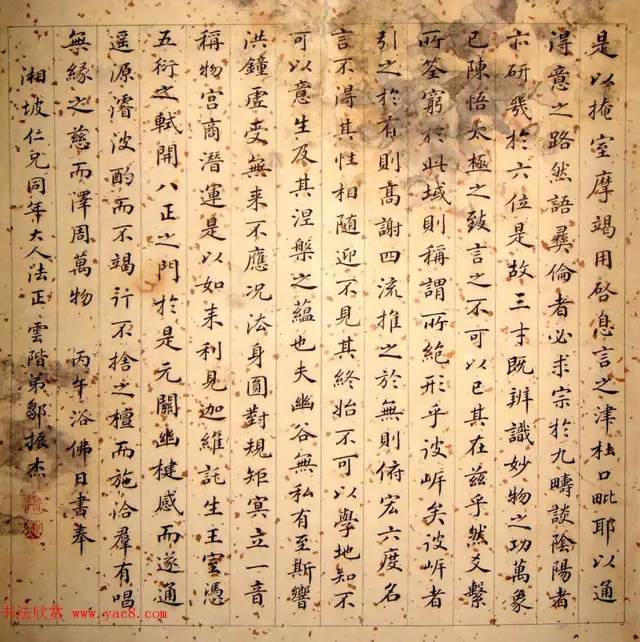 是以掩室摩竭用啓息言之津杜口毗耶以通
得意之路然語彛倫者必求宗於九疇談陰陽者
亦研幾於六位是故三才既辨識妙物之功萬象
已陳悟太極之致言之不可以已其在兹乎然爻繫
所筌窮於此域則稱謂所絶形乎彼岸矣彼岸者
引之於有則高謝四流推之於無則俯宏六度名
言不得其性相隨迎不見其終始不可以學地知不
可以意生及其涅槃之藴也夫幽谷無私有至斯響
洪鐘虚受無来不應况法身圓對規矩冥立一音
稱物宫商潛運是以如来利見迦維託生王室憑
五衍之軾開八正之門於是元關幽楗感而遂通
遥源濬波酌而不竭行不捨之檀而施洽羣有唱
無緣之慈而澤周萬物 丙午浴佛日書奉
湘坡仁兄同年大人法正 雲階弟鄒振杰
书法欣赏 www.yac8.com